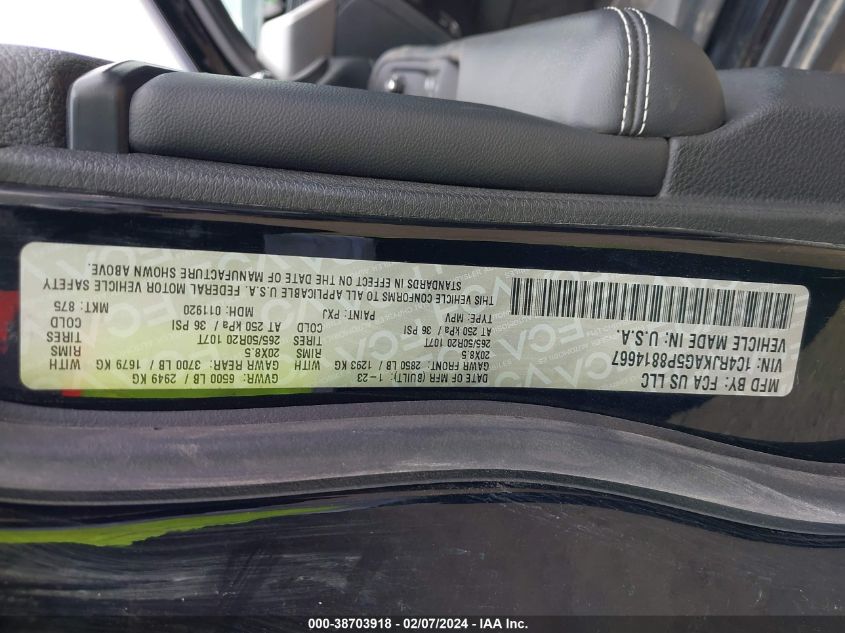 MFD BY: FCA US LLC
VIN: 1C4RJKAG5P8814667
VEHICLE MADE IN: U.S.A.
GVWR: 6500 LB / 2949 KG
DATE OF MFR (BUILT): 1-23
GAWR FRONT: 2850 LB / 1293 KG WITH
20X8.5 RIMS
265/50R20 107T TIRES
AT 250 kPa / 36 PSI COLD
GAWR REAR: 3700 LB / 1679 KG WITH
20X8.5 RIMS
265/50R20 107T TIRES
AT 250 kPa / 36 PSI COLD
TYPE: MPV PAINT: PXJ MDH: 011920 MKT: 875
THIS VEHICLE CONFORMS TO ALL APPLICABLE U.S.A. FEDERAL MOTOR VEHICLE SAFETY
STANDARDS IN EFFECT ON THE DATE OF MANUFACTURE SHOWN ABOVE.
000-38703918 - 02/07/2024 - IAA Inc.